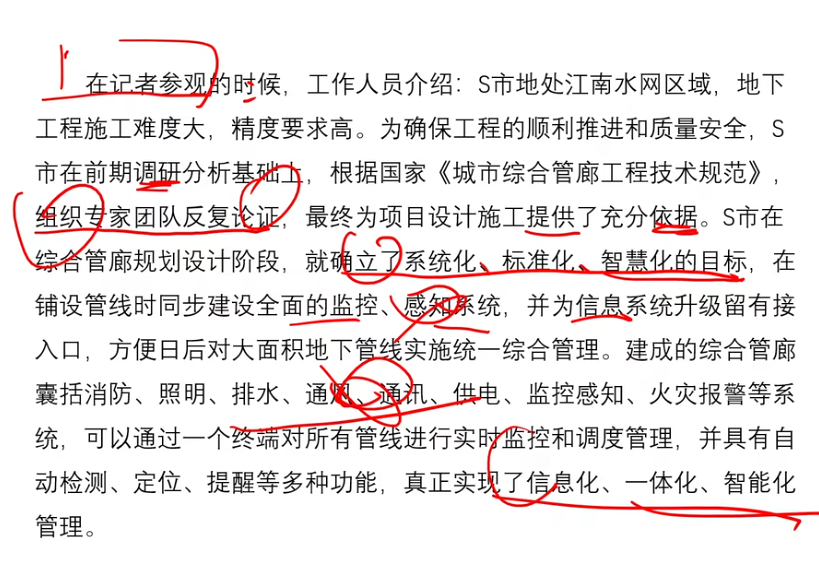 在记者参观的时候，工作人员介绍：S市地处江南水网区域，地下
工程施工难度大，精度要求高。为确保工程的顺利推进和质量安全，S
市在前期调研分析基础上，根据国家《城市综合管廊工程技术规范》，
组织专家团队反复论证，最终为项目设计施工提供了充分依据。S市在
综合管廊规划设计阶段，就确立了系统化、标准化、智慧化的目标，在
铺设管线时同步建设全面的监控、感知系统，并为信息系统升级留有接
入口，方便日后对大面积地下管线实施统一综合管理。建成的综合管廊
囊括消防、照明、排水、通风、通讯、供电、监控感知、火灾报警等系
统，可以通过一个终端对所有管线进行实时监控和调度管理，并具有自
动检测、定位、提醒等多种功能，真正实现了信息化、一体化、智能化
管理。